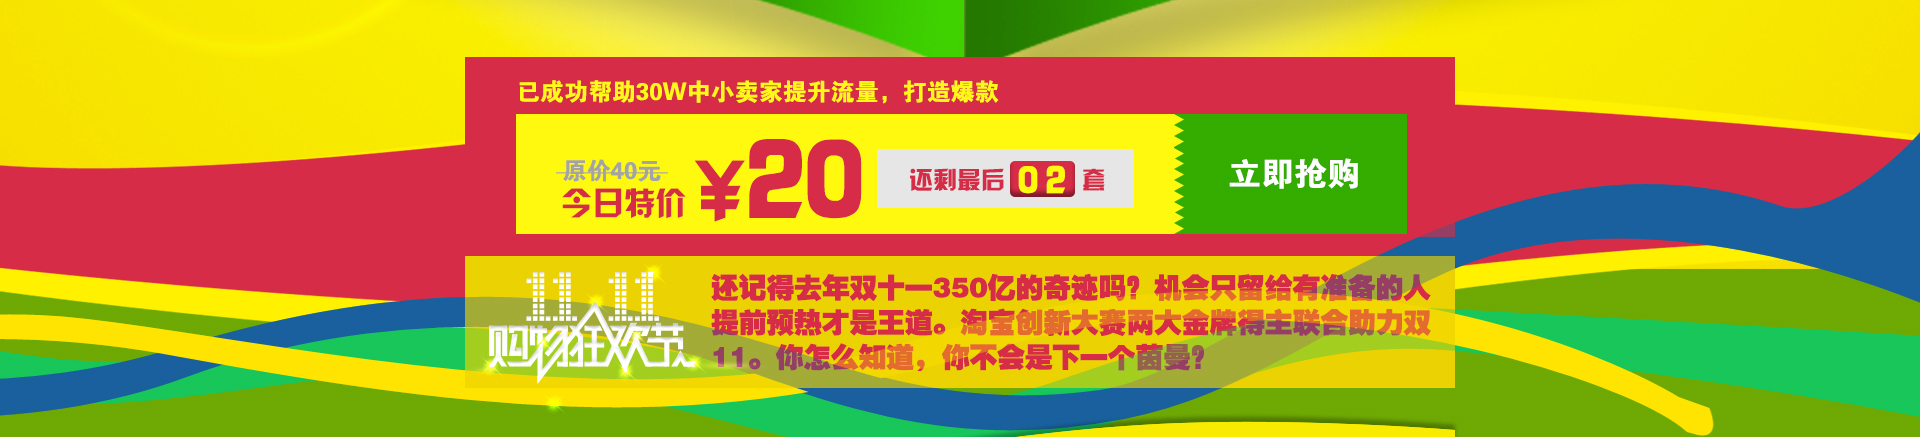 已成功帮助30W中小卖家提升流量，打造爆款
原价40元
今日特价 ¥20
还剩最后 02 套
立即抢购
11.11
购物狂欢节
还记得去年双十一350亿的奇迹吗？机会只留给有准备的人
提前预热才是王道。淘宝创新大赛两大金牌得主联合助力双
11。你怎么知道，你不会是下一个茵曼？